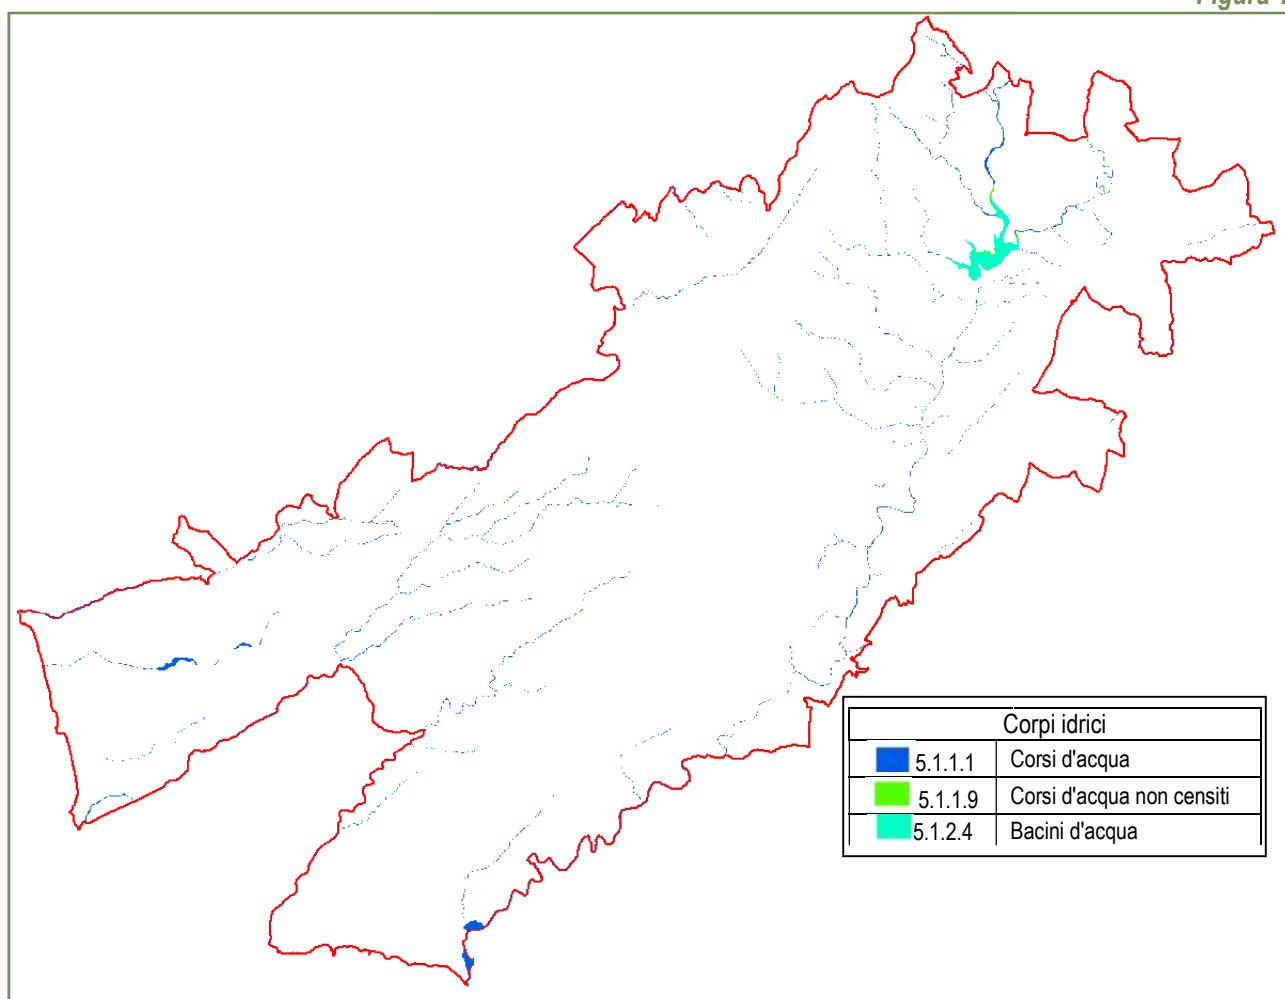 Figura
Corpi idrici
5.1.1.1 Corsi d'acqua
5.1.1.9 Corsi d'acqua non censiti
5.1.2.4 Bacini d'acqua